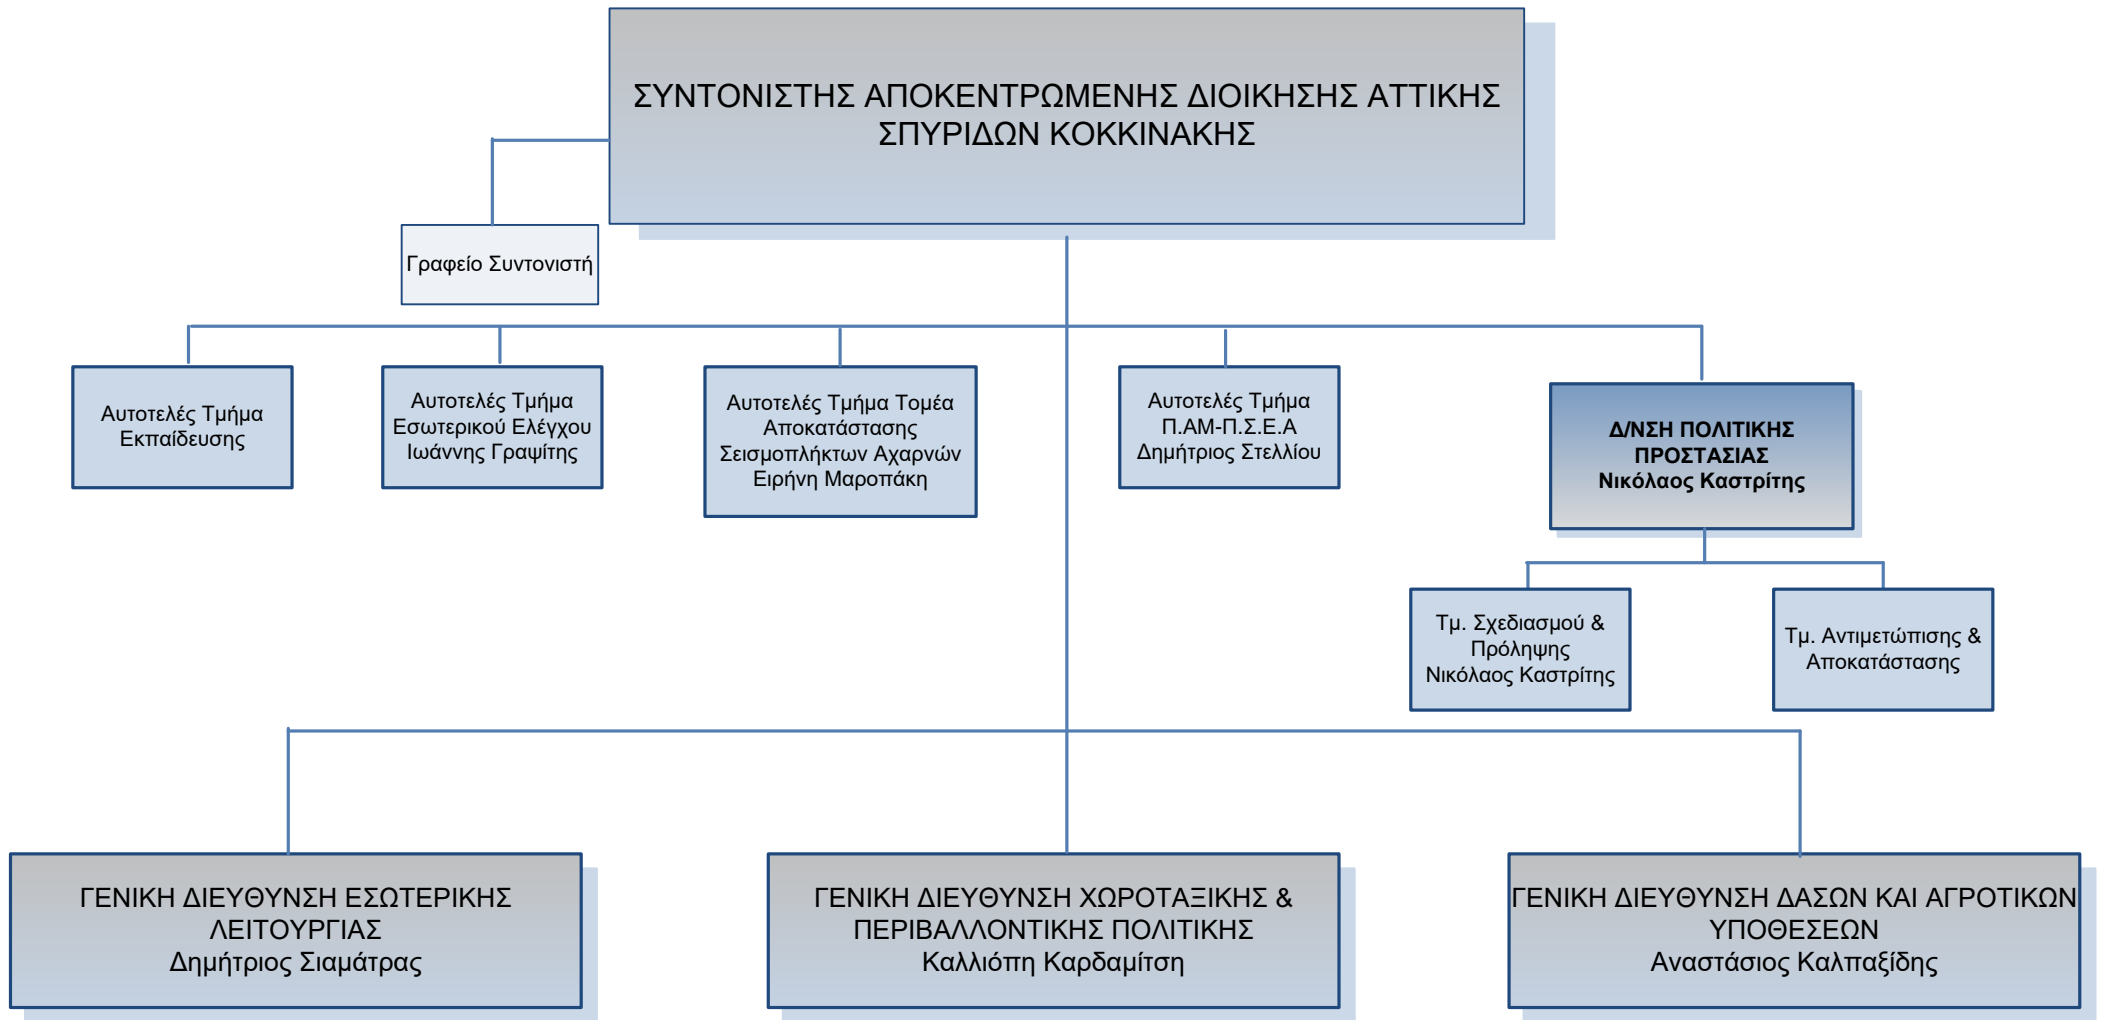 ΣΥΝΤΟΝΙΣΤΗΣ ΑΠΟΚΕΝΤΡΩΜΕΝΗΣ ΔΙΟΙΚΗΣΗΣ ΑΤΤΙΚΗΣ
ΣΠΥΡΙΔΩΝ ΚΟΚΚΙΝΑΚΗΣ
Γραφείο Συντονιστή
Αυτοτελές Τμήμα
Εκπαίδευσης
Αυτοτελές Τμήμα
Εσωτερικού Ελέγχου
Ιωάννης Γραψίτης
Αυτοτελές Τμήμα Τομέα
Αποκατάστασης
Σεισμοπλήκτων Αχαρνών
Ειρήνη Μαροπάκη
Αυτοτελές Τμήμα
Π.ΑΜ-Π.Σ.Ε.Α
Δημήτριος Στελλίου
Δ/ΝΣΗ ΠΟΛΙΤΙΚΗΣ
ΠΡΟΣΤΑΣΙΑΣ
Νικόλαος Καστρίτης
Τμ. Σχεδιασμού &
Πρόληψης
Νικόλαος Καστρίτης
Τμ. Αντιμετώπισης &
Αποκατάστασης
ΓΕΝΙΚΗ ΔΙΕΥΘΥΝΣΗ ΕΣΩΤΕΡΙΚΗΣ
ΛΕΙΤΟΥΡΓΙΑΣ
Δημήτριος Σιαμάτρας
ΓΕΝΙΚΗ ΔΙΕΥΘΥΝΣΗ ΧΩΡΟΤΑΞΙΚΗΣ &
ΠΕΡΙΒΑΛΛΟΝΤΙΚΗΣ ΠΟΛΙΤΙΚΗΣ
Καλλιόπη Καρδαμίτση
ΓΕΝΙΚΗ ΔΙΕΥΘΥΝΣΗ ΔΑΣΩΝ ΚΑΙ ΑΓΡΟΤΙΚΩΝ
ΥΠΟΘΕΣΕΩΝ
Αναστάσιος Καλπαξίδης